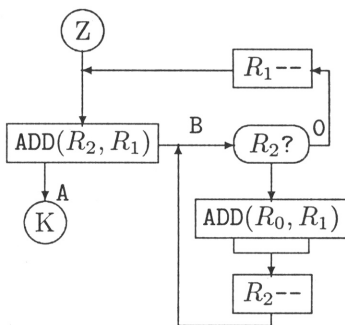 Z
R₁--
B
0
ADD(R₂, R₁)
R₂?
A
K
ADD(R₀, R₁)
R₂--